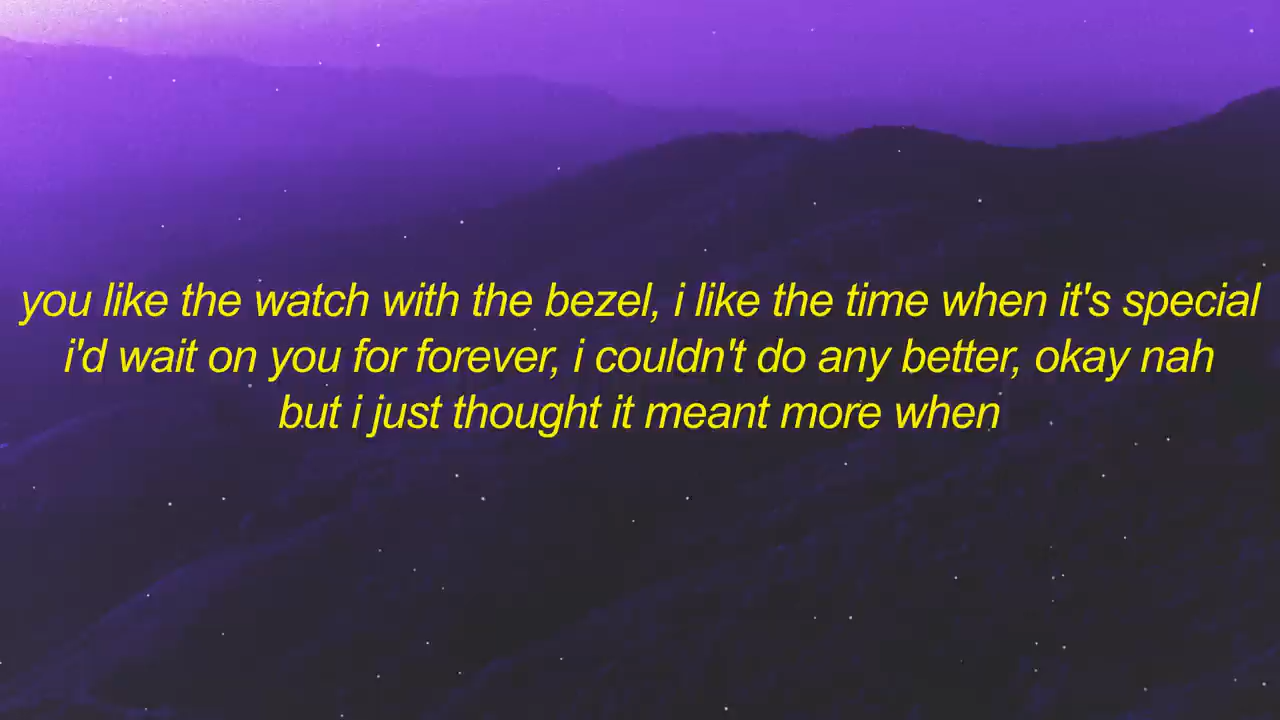 you like the watch with the bezel, i like the time when it's special
i'd wait on you for forever, i couldn't do any better, okay nah
but i just thought it meant more when